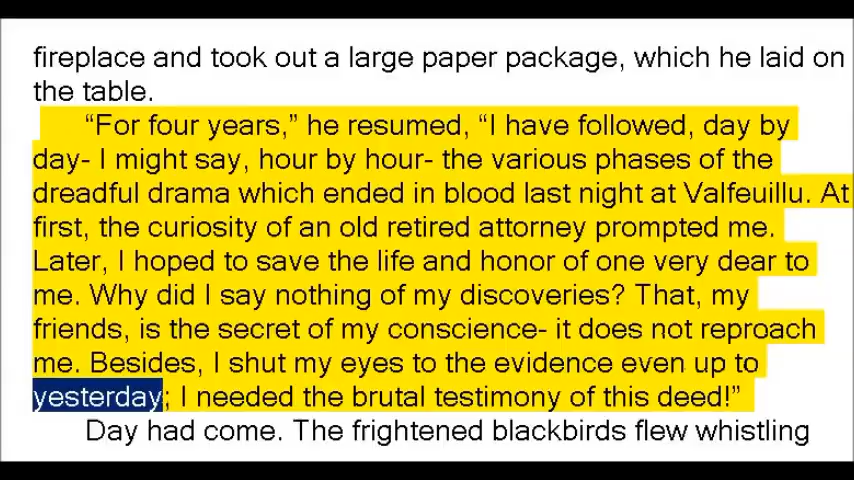 fireplace and took out a large paper package, which he laid on
the table.
“For four years,” he resumed, “I have followed, day by
day- I might say, hour by hour- the various phases of the
dreadful drama which ended in blood last night at Valfeuillu. At
first, the curiosity of an old retired attorney prompted me.
Later, I hoped to save the life and honor of one very dear to
me. Why did I say nothing of my discoveries? That, my
friends, is the secret of my conscience- it does not reproach
me. Besides, I shut my eyes to the evidence even up to
yesterday; I needed the brutal testimony of this deed!”
Day had come. The frightened blackbirds flew whistling